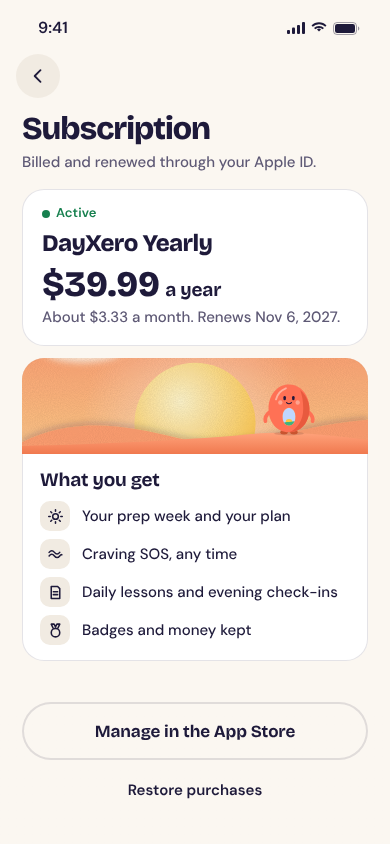 9:41
Subscription
Billed and renewed through your Apple ID.
Active
DayXero Yearly
$39.99 a year
About $3.33 a month. Renews Nov 6, 2027.
What you get
Your prep week and your plan
Craving SOS, any time
Daily lessons and evening check-ins
Badges and money kept
Manage in the App Store
Restore purchases